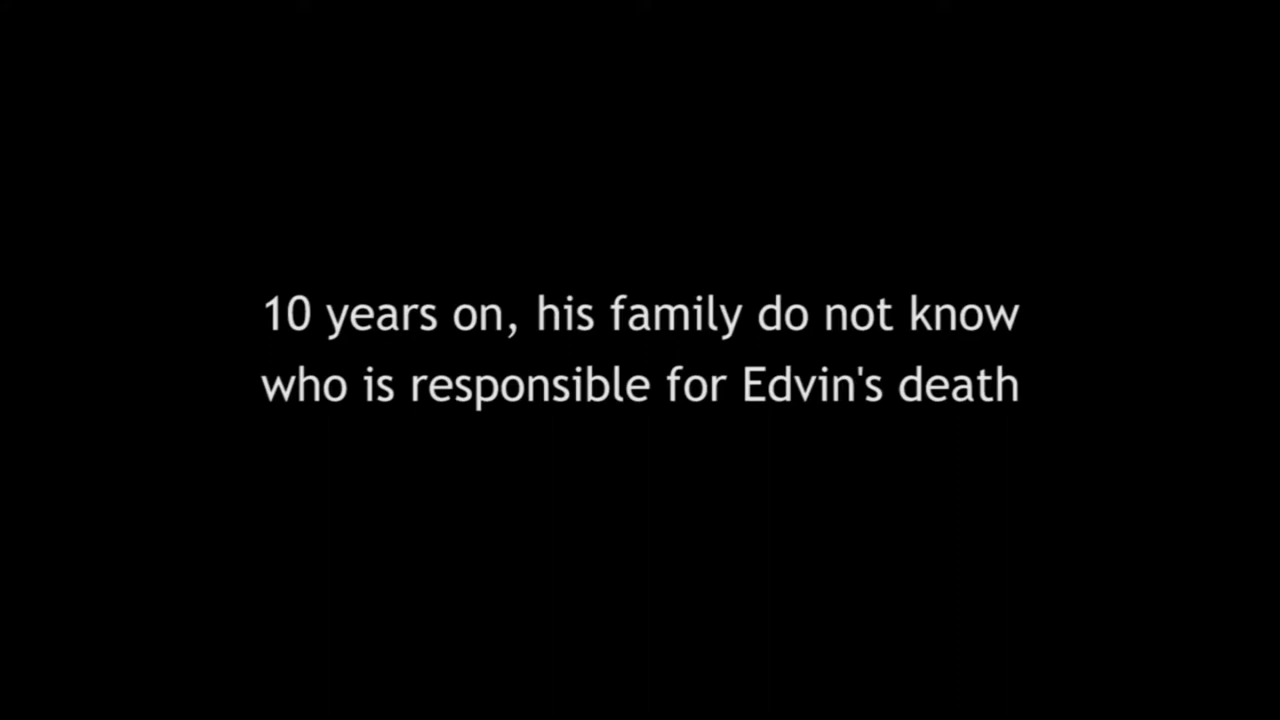 10 years on, his family do not know
who is responsible for Edvin's death